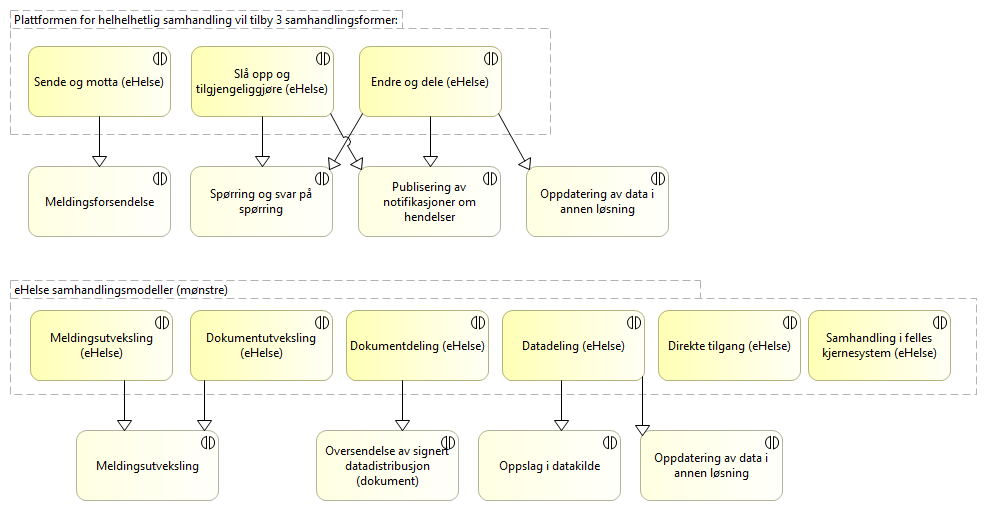 Plattformen for helhelhetlig samhandling vil tilby 3 samhandlingsformer:
Sende og motta (eHelse)
Slå opp og
tilgjengeliggjøre (eHelse)
Endre og dele (eHelse)
Meldingsforsendelse
Spørring og svar på
spørring
Publisering av
notifikasjoner om
hendelser
Oppdatering av data i
annen løsning
eHelse samhandlingsmodeller (mønstre)
Meldingsutveksling
(eHelse)
Dokumentutveksling
(eHelse)
Dokumentdeling (eHelse)
Datadeling (eHelse)
Direkte tilgang (eHelse)
Samhandling i felles
kjernesystem (eHelse)
Meldingsutveksling
Oversendelse av signert
datadistribusjon
(dokument)
Oppslag i datakilde
Oppdatering av data i
annen løsning